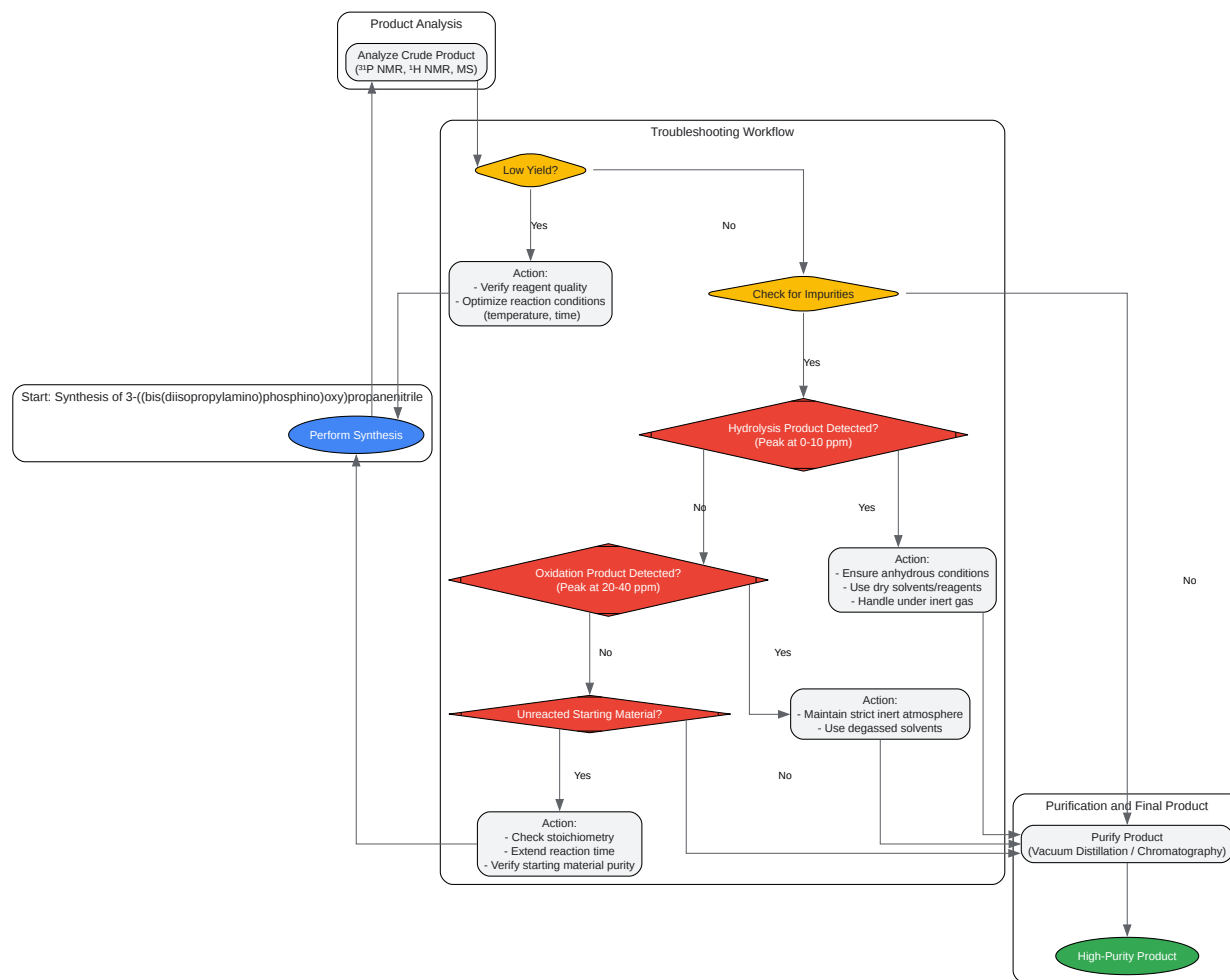 Product Analysis
Analyze Crude Product
(³¹P NMR, ¹H NMR, MS)
Troubleshooting Workflow
Low Yield?
Yes
No
Action:
- Verify reagent quality
- Optimize reaction conditions
(temperature, time)
Check for Impurities
Yes
No
Start: Synthesis of 3-((bis(diisopropylamino)phosphino)oxy)propanenitrile
Perform Synthesis
Hydrolysis Product Detected?
(Peak at 0-10 ppm)
No
Yes
Oxidation Product Detected?
(Peak at 20-40 ppm)
Action:
- Ensure anhydrous conditions
- Use dry solvents/reagents
- Handle under inert gas
No
Yes
Unreacted Starting Material?
Action:
- Maintain strict inert atmosphere
- Use degassed solvents
Yes
No
Action:
- Check stoichiometry
- Extend reaction time
- Verify starting material purity
Purification and Final Product
Purify Product
(Vacuum Distillation / Chromatography)
High-Purity Product